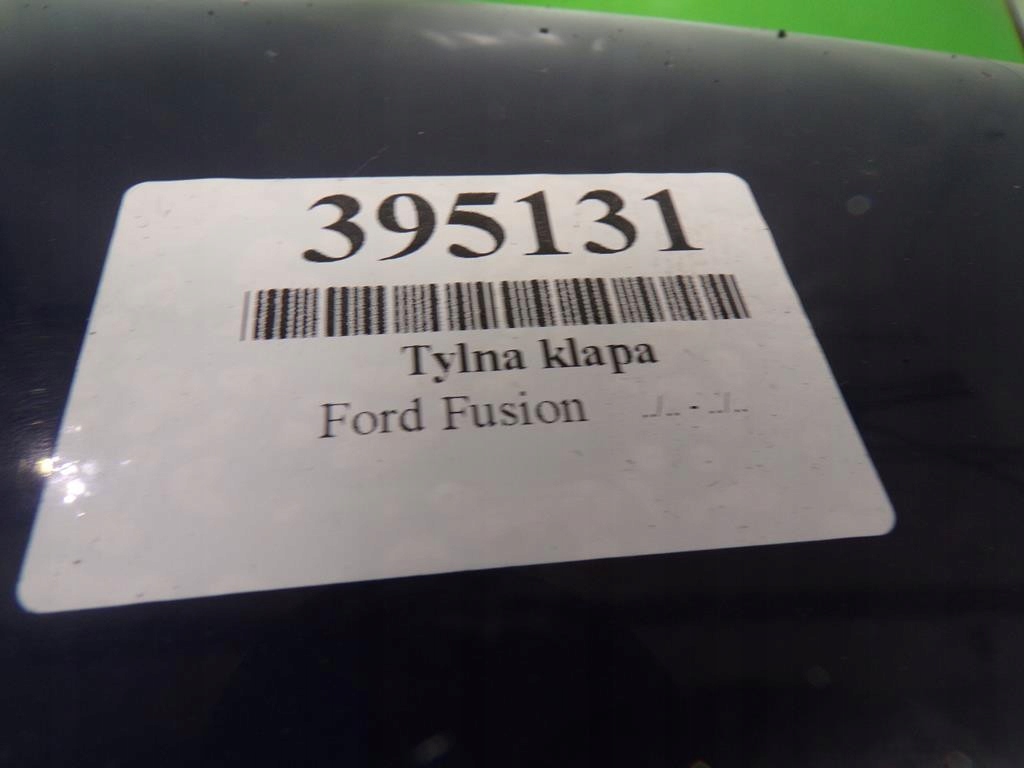 395131
Tylna klapa
Ford Fusion ../.. - ../..